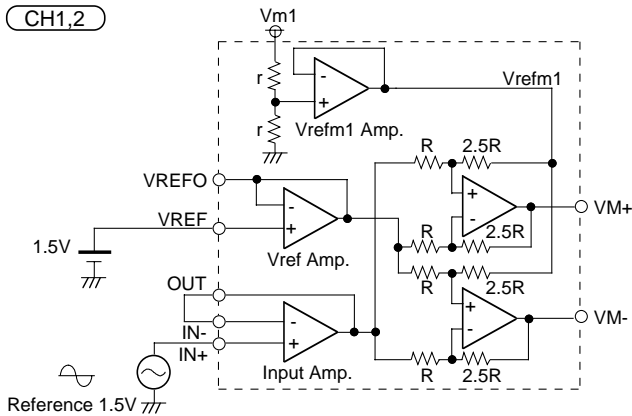 CH1,2
Vm1
r
Vrefm1
r
Vrefm1 Amp.
R 2.5R
VREFO
VM+
VREF
R 2.5R
1.5V
Vref Amp.
R 2.5R
OUT
IN-
VM-
IN+
R 2.5R
Input Amp.
Reference 1.5V